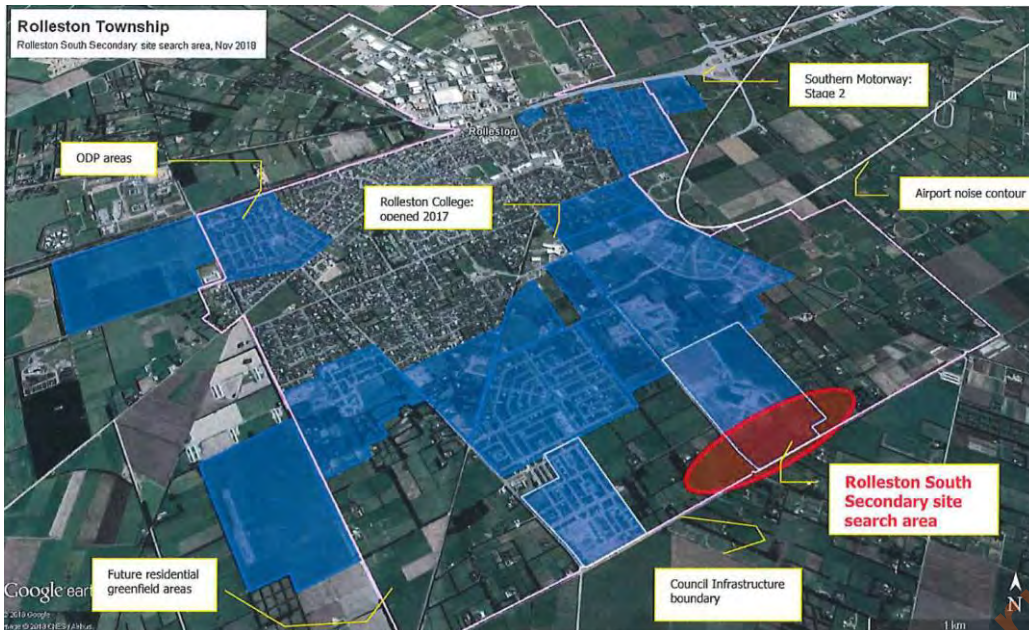 Rolleston Township
Rolleston South Secondary: site search area, Nov 2018
Southern Motorway:
Stage 2
Rolleston
ODP areas
Rolleston College:
opened 2017
Airport noise contour
Rolleston South
Secondary site
search area
Future residential
greenfield areas
Council Infrastructure
boundary
Google earth
© 2018 Google
N
1 km